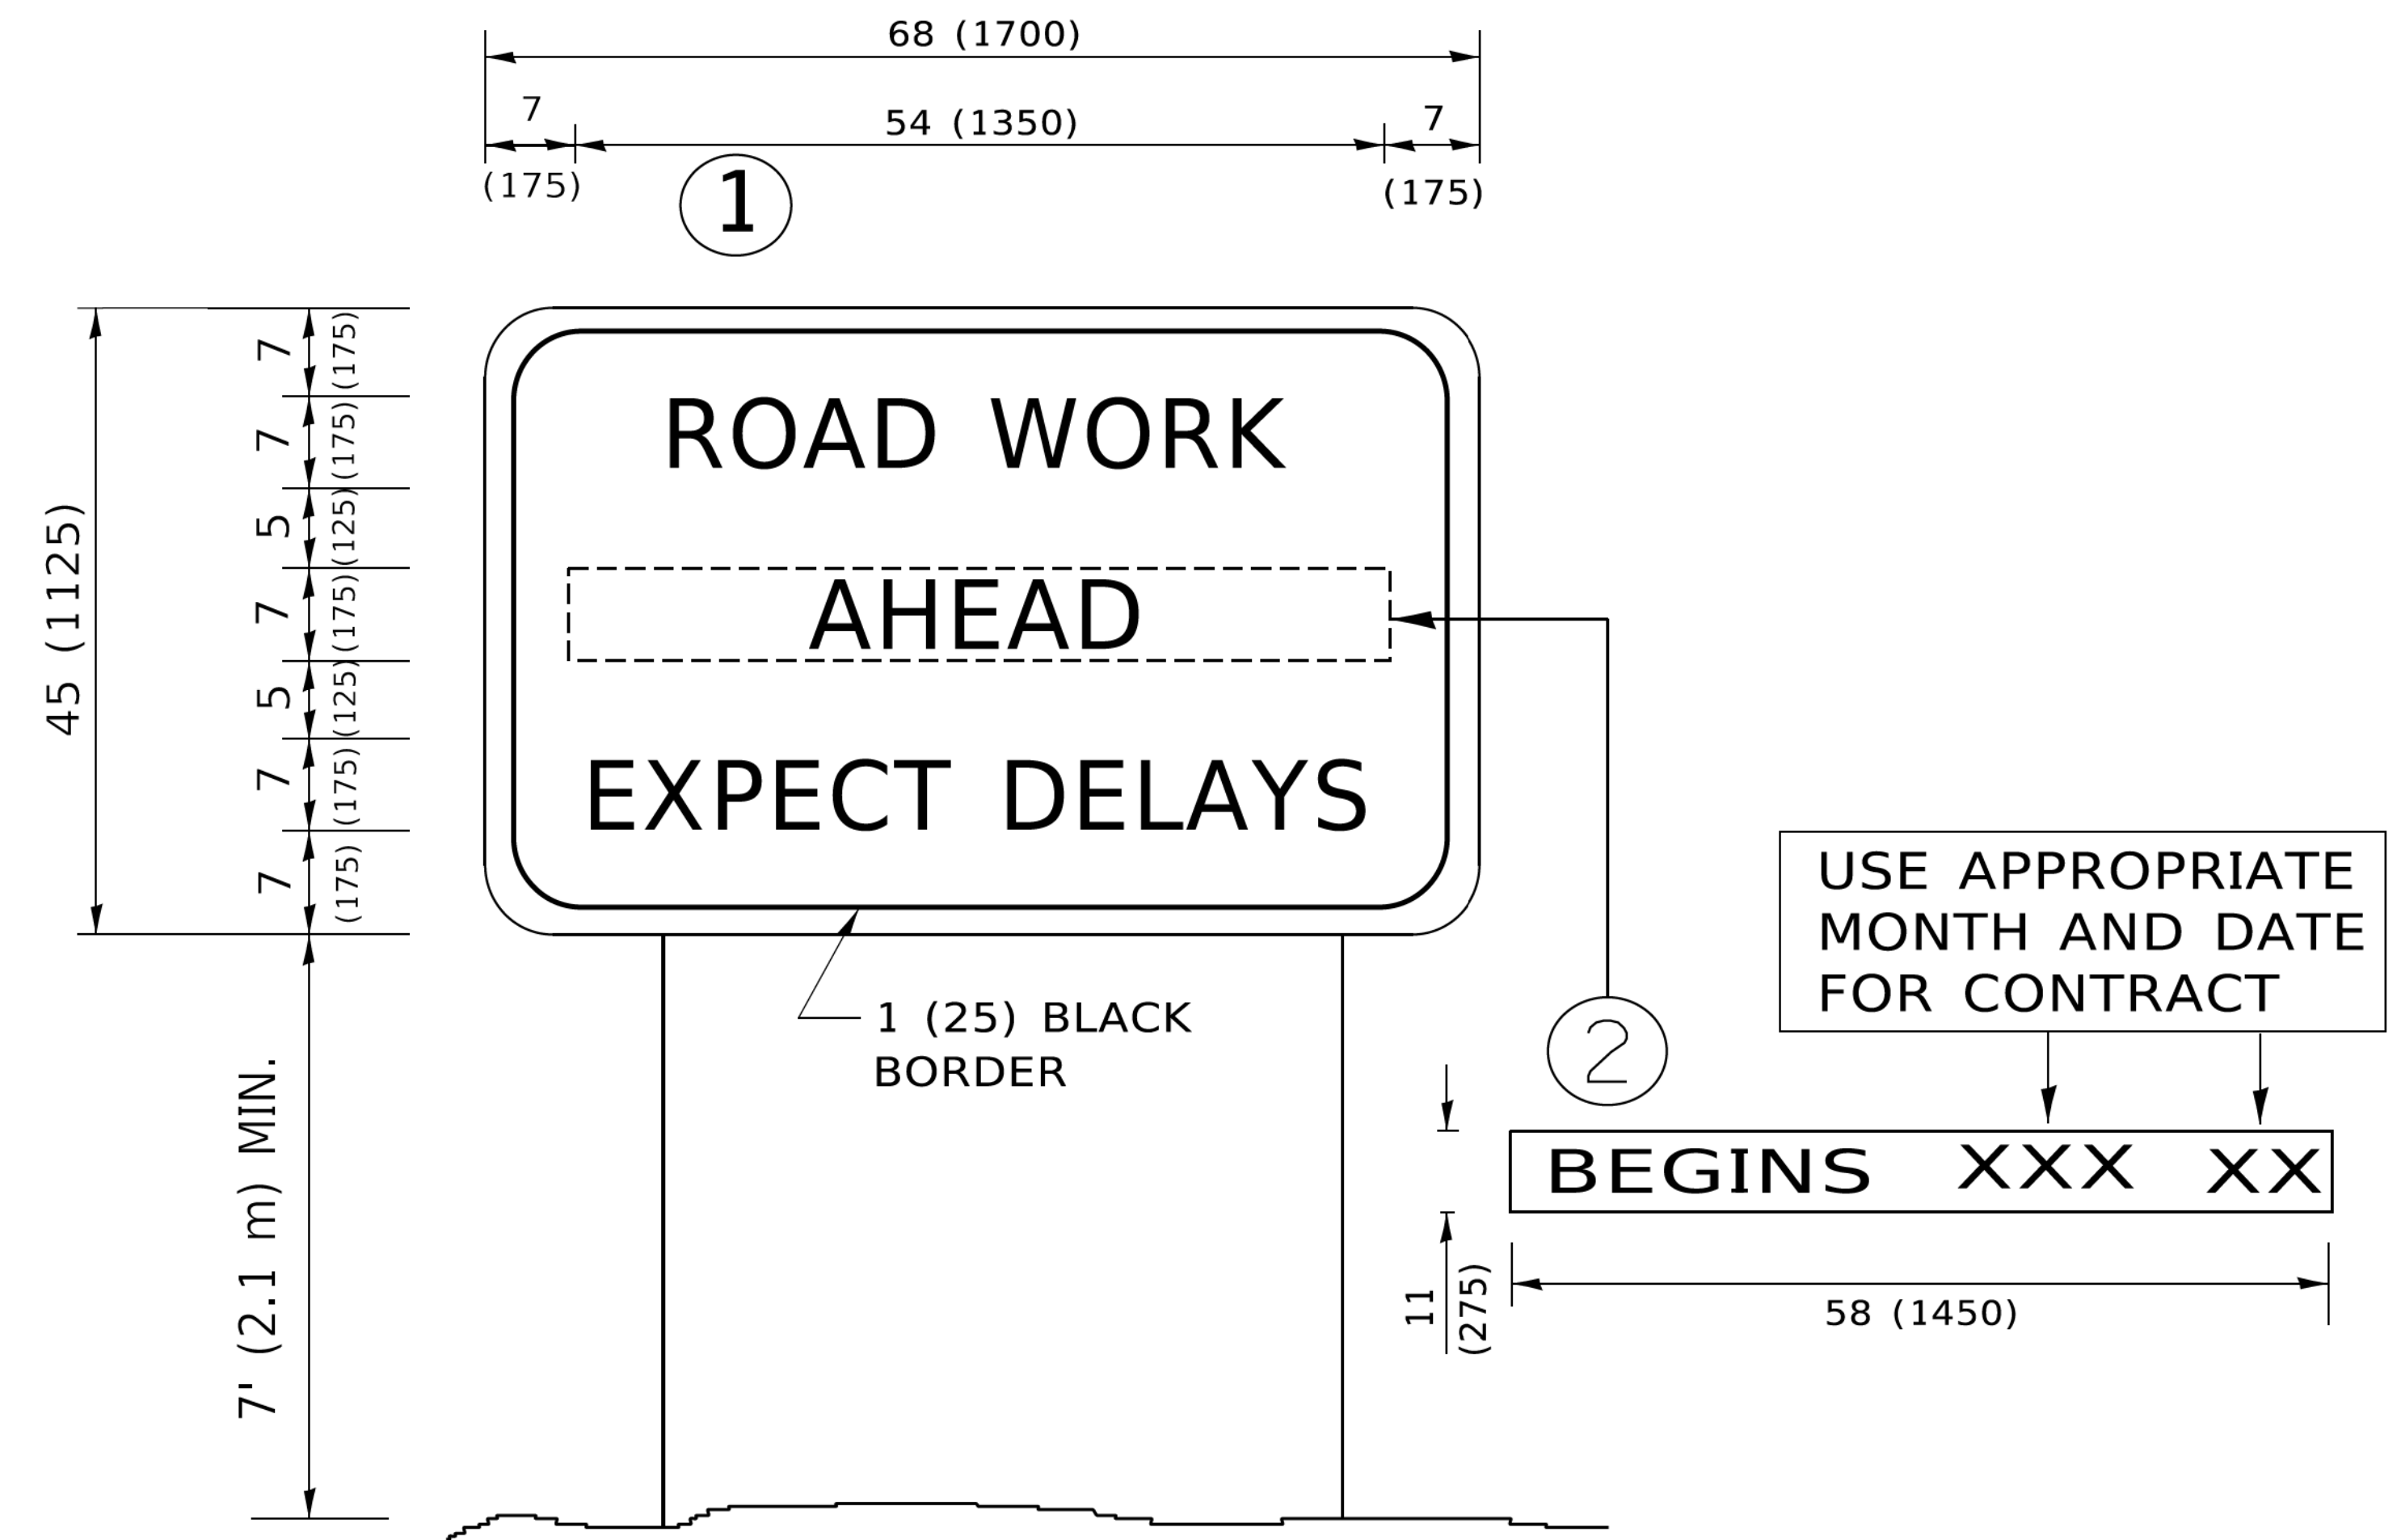 68 (1700)
7
54 (1350)
7
(175)
(175)
1
45 (1125)
7 (175)
7 (175)
5 (125)
7 (175)
5 (125)
7 (175)
7 (175)
ROAD WORK
AHEAD
EXPECT DELAYS
1 (25) BLACK
BORDER
7' (2.1 m) MIN.
2
USE APPROPRIATE
MONTH AND DATE
FOR CONTRACT
BEGINS XXX XX
11
(275)
58 (1450)